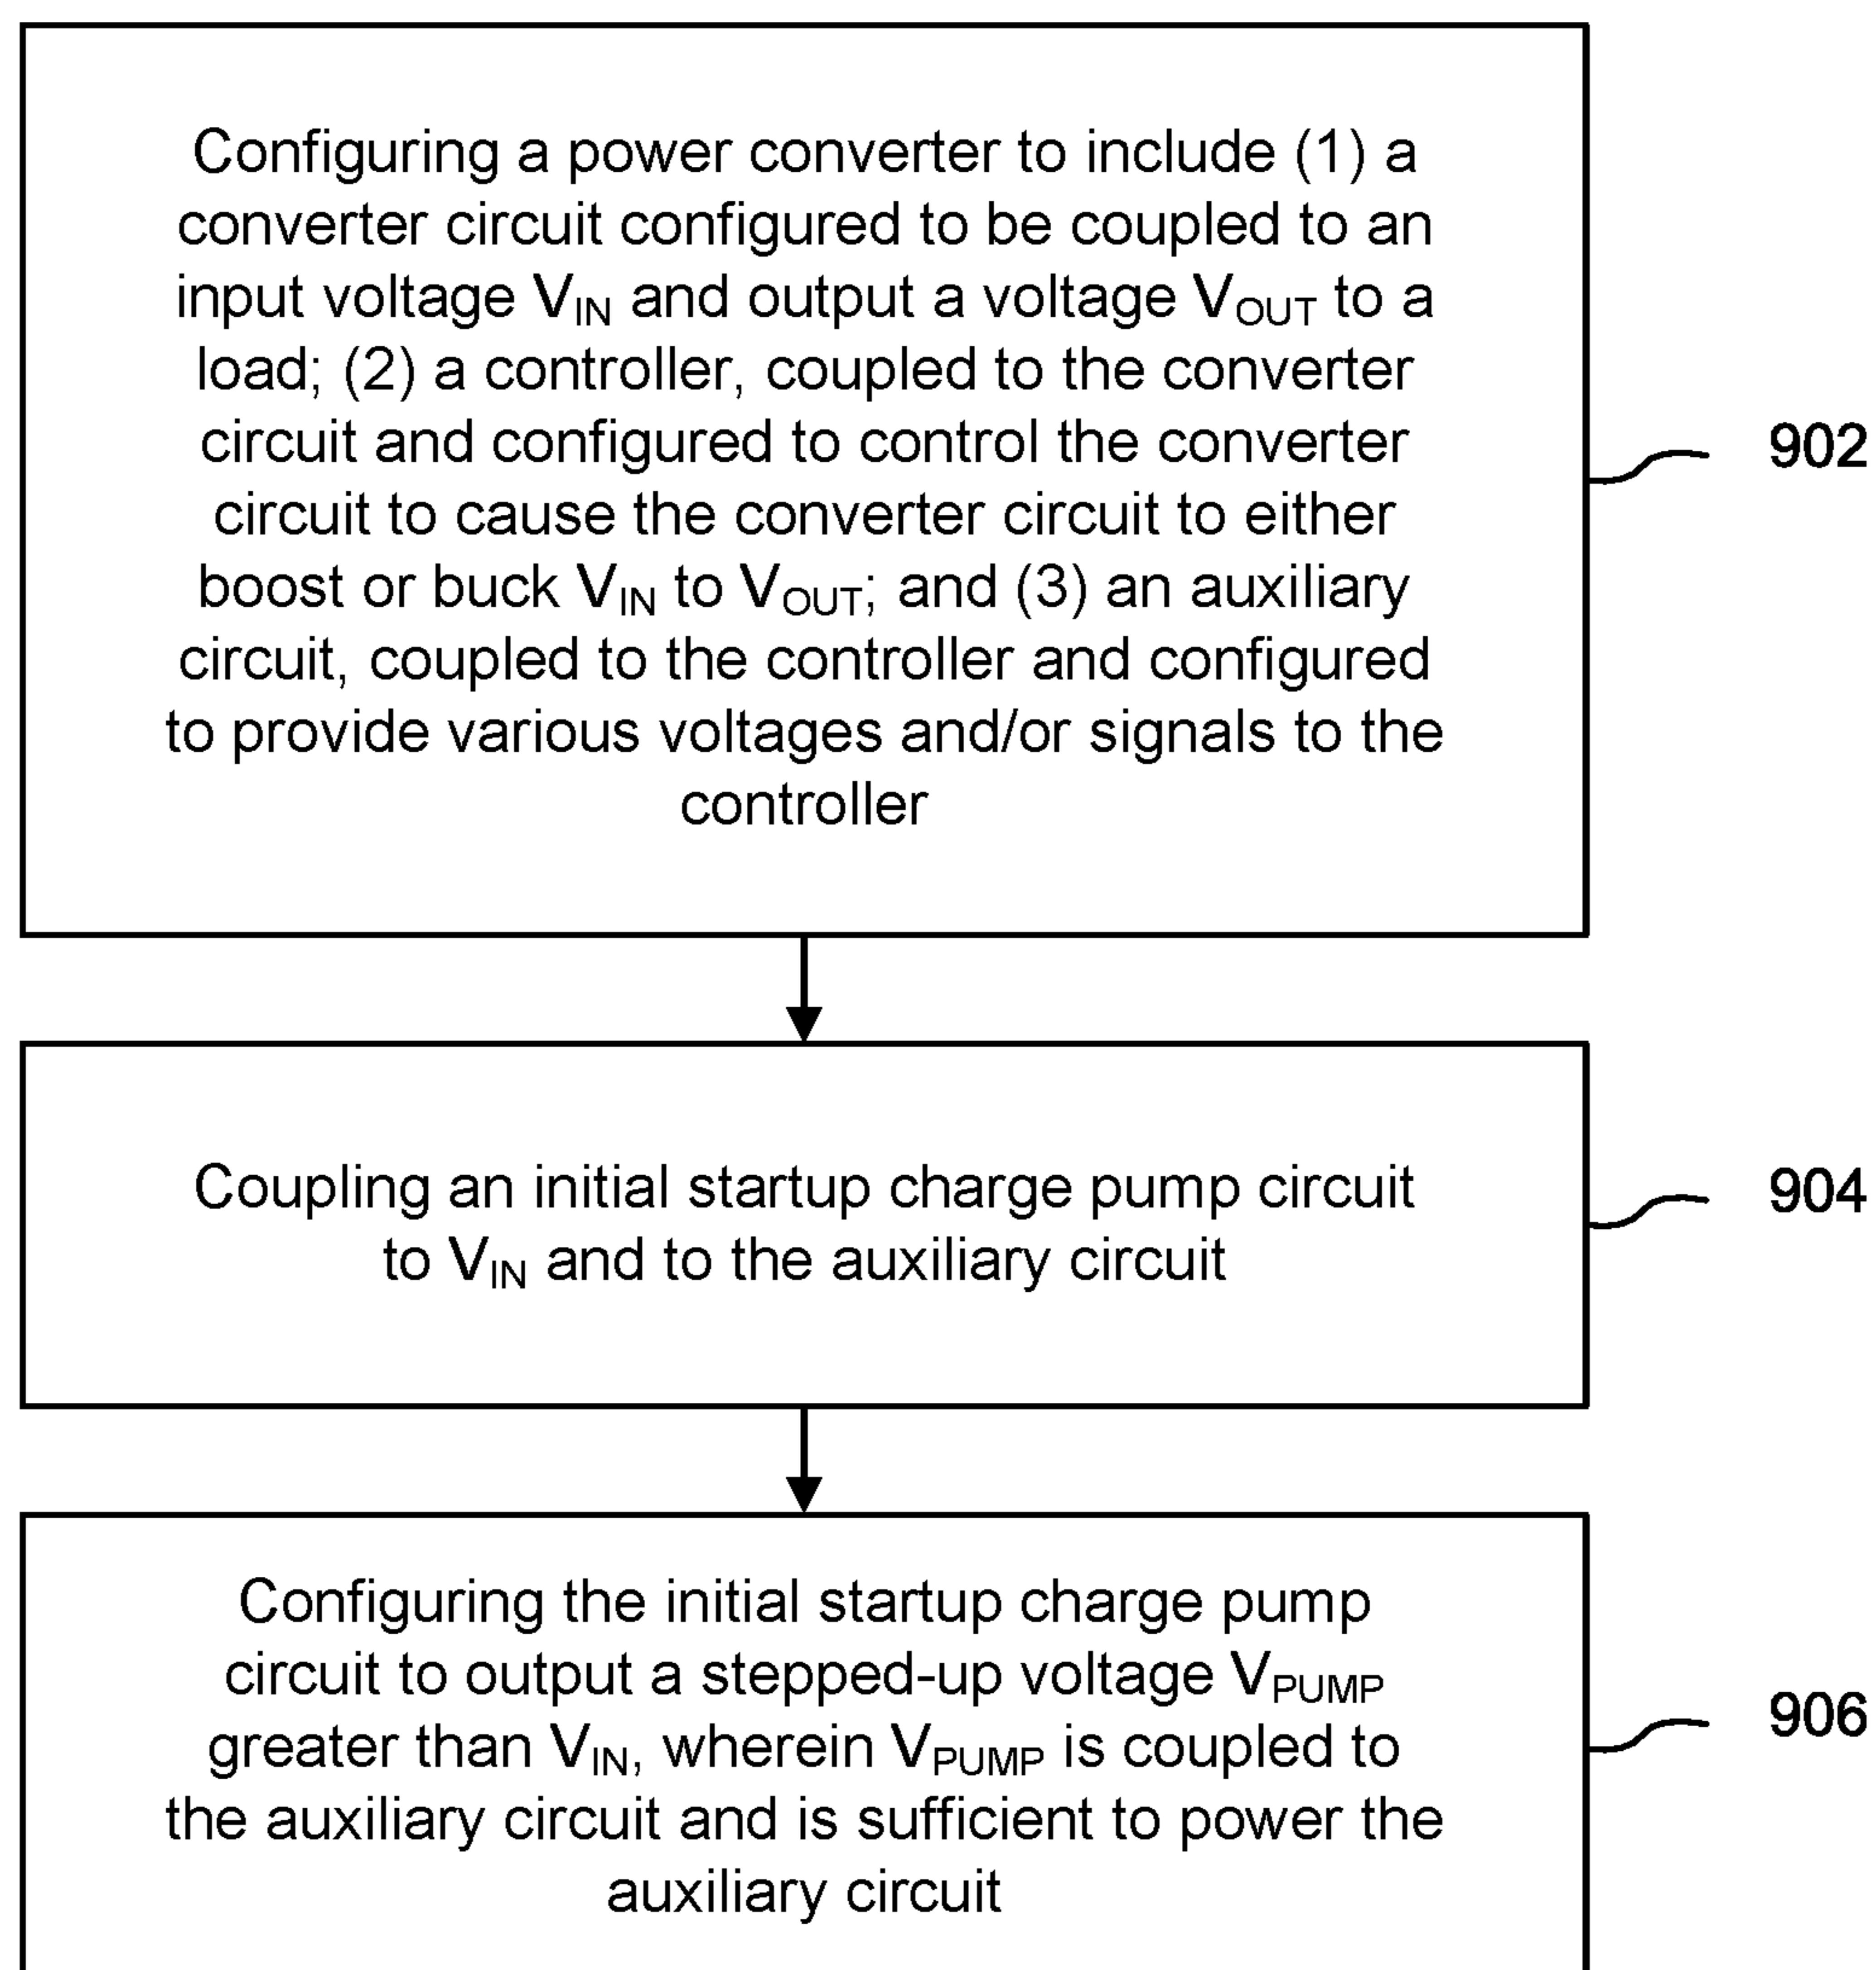 Configuring a power converter to include (1) a
converter circuit configured to be coupled to an
input voltage VIN and output a voltage VOUT to a
load; (2) a controller, coupled to the converter
circuit and configured to control the converter
circuit to cause the converter circuit to either
boost or buck VIN to VOUT; and (3) an auxiliary
circuit, coupled to the controller and configured
to provide various voltages and/or signals to the
controller
902
Coupling an initial startup charge pump circuit
to VIN and to the auxiliary circuit
904
Configuring the initial startup charge pump
circuit to output a stepped-up voltage VPUMP
greater than VIN, wherein VPUMP is coupled to
the auxiliary circuit and is sufficient to power the
auxiliary circuit
906